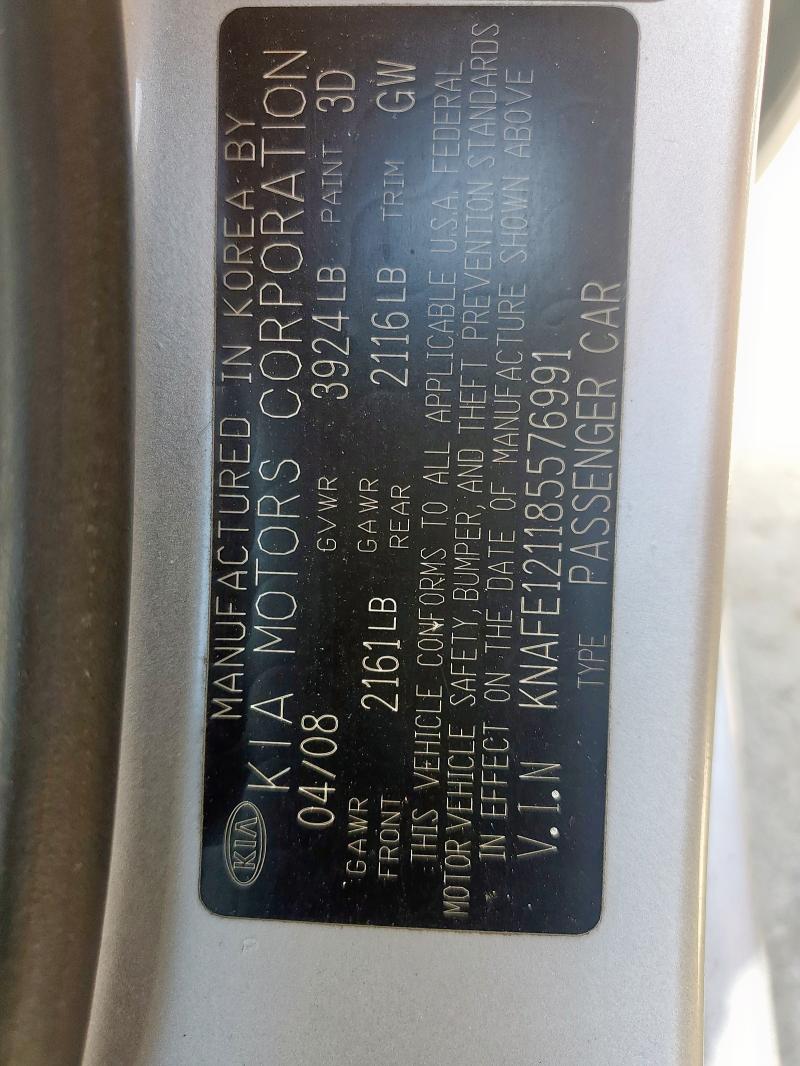 KIA
MANUFACTURED IN KOREA BY
KIA MOTORS CORPORATION
04/08 GVWR 3924LB PAINT 3D
GAWR FRONT 2161LB GAWR REAR 2116LB TRIM GW
THIS VEHICLE CONFORMS TO ALL APPLICABLE U.S.A. FEDERAL
MOTOR VEHICLE SAFETY, BUMPER, AND THEFT PREVENTION STANDARDS
IN EFFECT ON THE DATE OF MANUFACTURE SHOWN ABOVE
V.I.N KNAFE121185576991
TYPE PASSENGER CAR